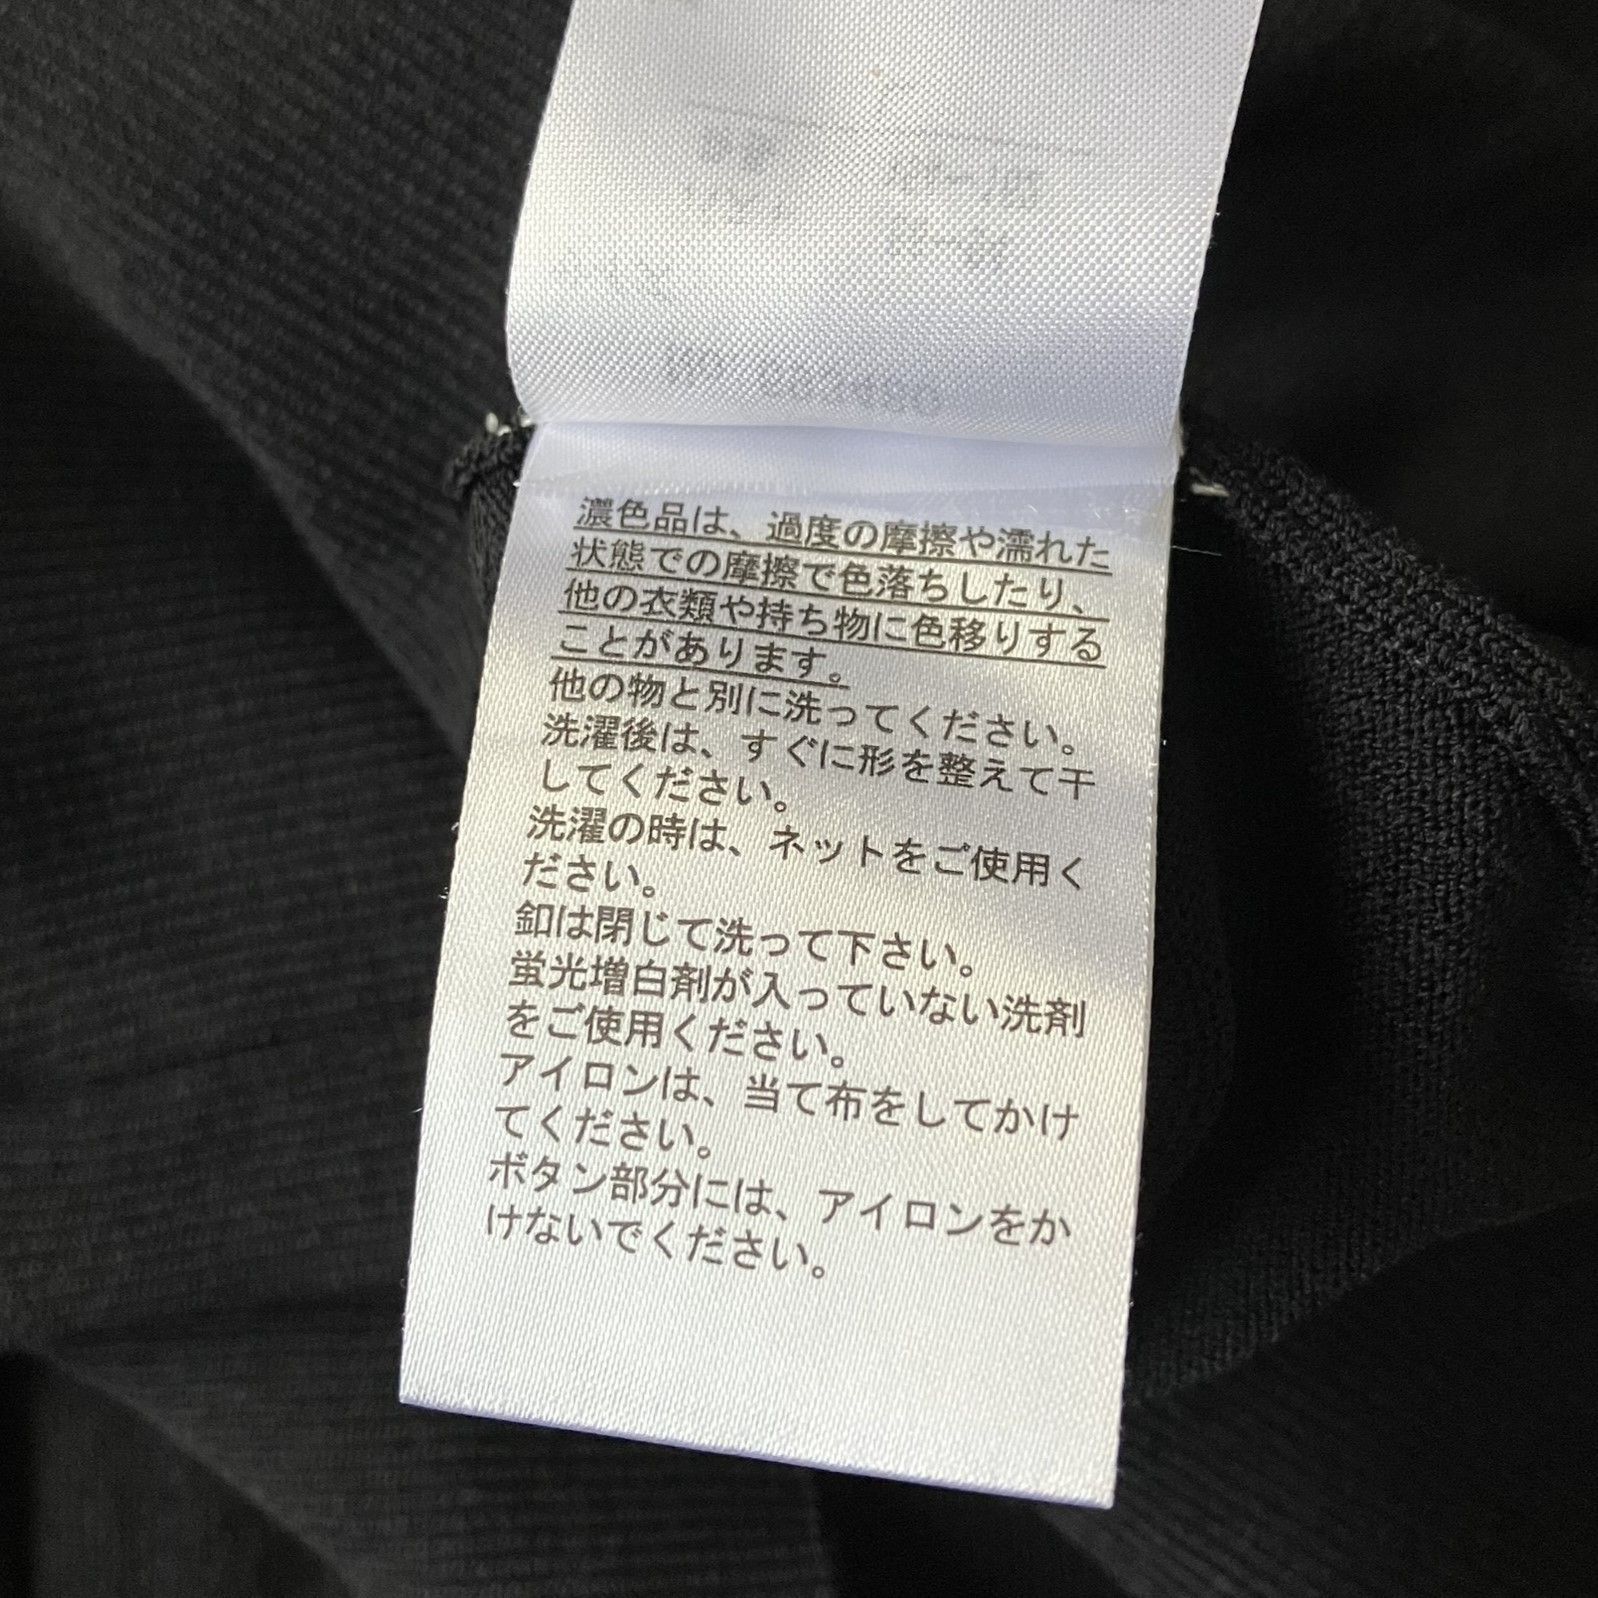 濃色品は、過度の摩擦や濡れた
状態での摩擦で色落ちしたり、
他の衣類や持ち物に色移りする
ことがあります。
他の物と別に洗ってください。
洗濯後は、すぐに形を整えて干
してください。
洗濯の時は、ネットをご使用く
ださい。
釦は閉じて洗って下さい。
蛍光増白剤が入っていない洗剤
をご使用ください。
アイロンは、当て布をしてかけ
てください。
ボタン部分には、アイロンをか
けないでください。